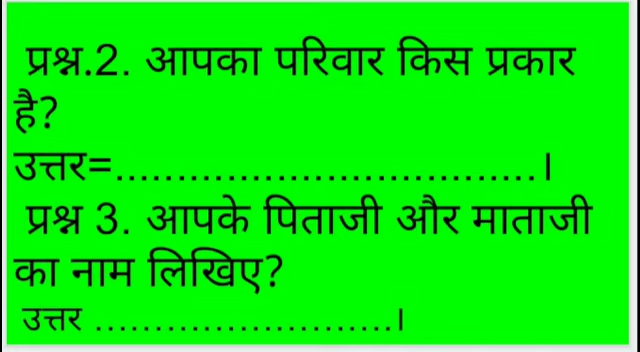 प्रश्न.2. आपका परिवार किस प्रकार
है?
उत्तर=..................................।
प्रश्न 3. आपके पिताजी और माताजी
का नाम लिखिए?
उत्तर .........................।